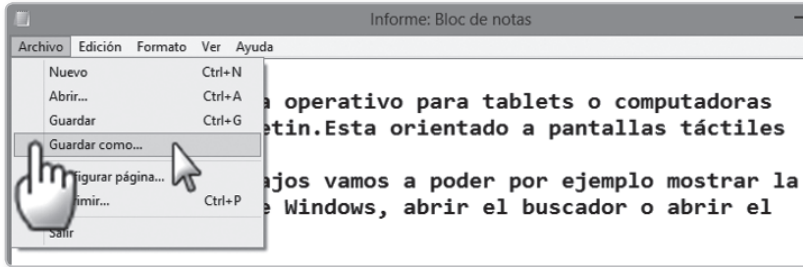 Informe: Bloc de notas
Archivo Edición Formato Ver Ayuda
Nuevo Ctrl+N
Abrir... Ctrl+A
Guardar Ctrl+G
Guardar como...
página...
Ctrl+P
Salir
operativo para tablets o computadoras
etin.Esta orientado a pantallas táctiles
ajos vamos a poder por ejemplo mostrar la
Windows, abrir el buscador o abrir el